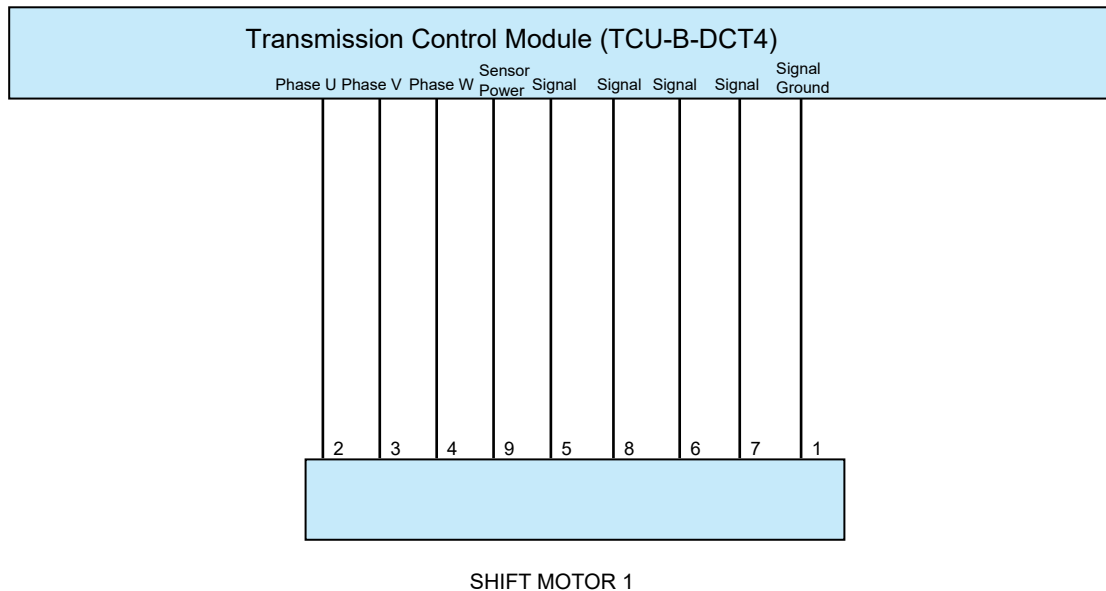 Transmission Control Module (TCU-B-DCT4)
Phase U Phase V Phase W Sensor Power Signal Signal Signal Signal Signal Ground
2 3 4 9 5 8 6 7 1
SHIFT MOTOR 1